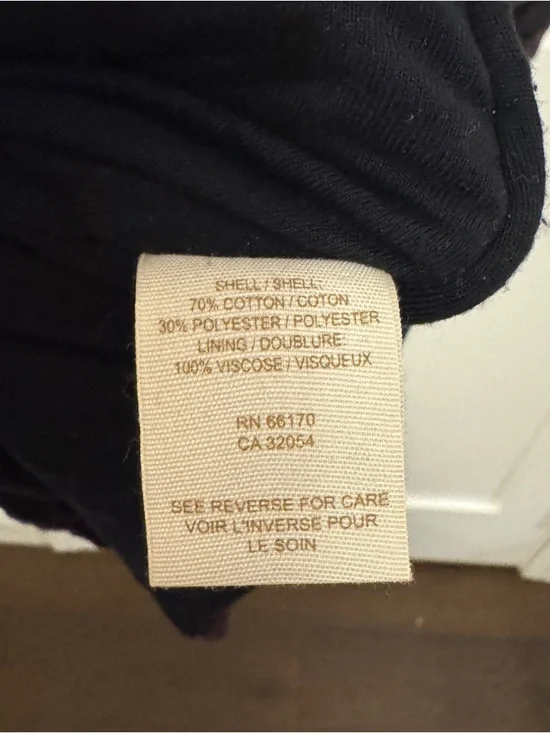 SHELL / SHELL:
70% COTTON / COTON
30% POLYESTER / POLYESTER
LINING / DOUBLURE:
100% VISCOSE / VISQUEUX
RN 66170
CA 32054
SEE REVERSE FOR CARE
VOIR L'INVERSE POUR
LE SOIN